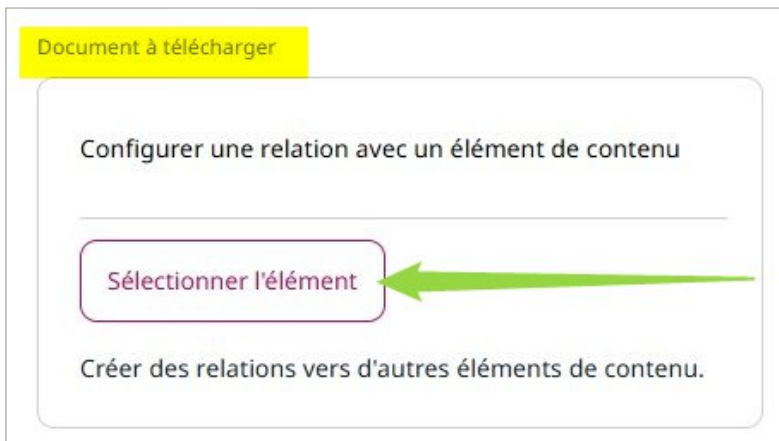 Document à télécharger
Configurer une relation avec un élément de contenu
Sélectionner l'élément
Créer des relations vers d'autres éléments de contenu.